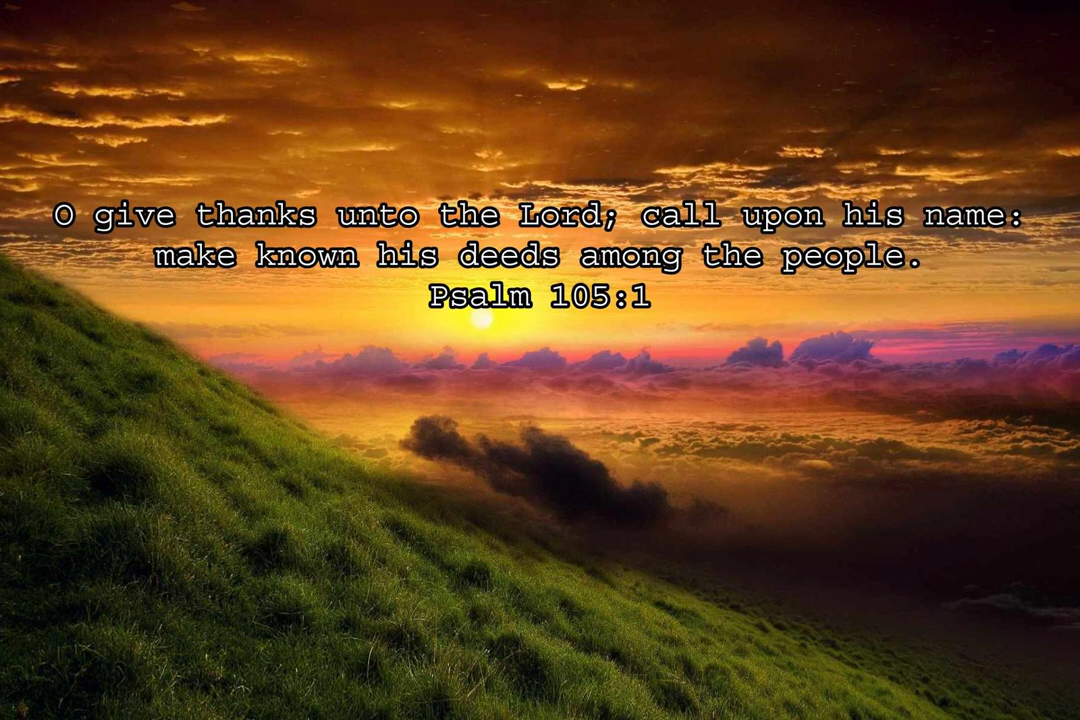 O give thanks unto the Lord; call upon his name:
make known his deeds among the people.
Psalm 105:1